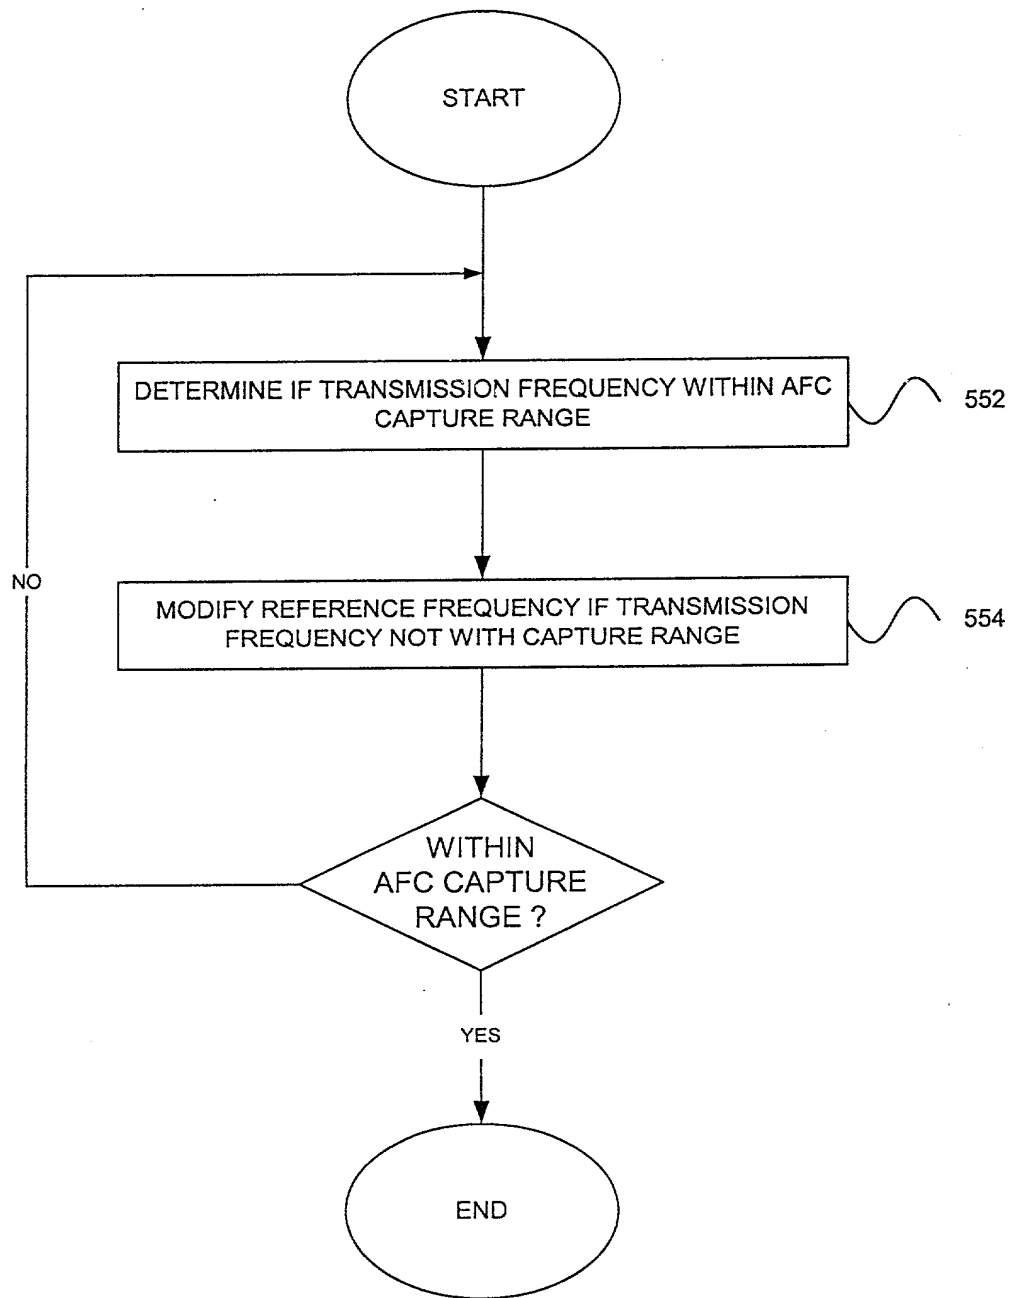 START
DETERMINE IF TRANSMISSION FREQUENCY WITHIN AFC
CAPTURE RANGE
552
NO
MODIFY REFERENCE FREQUENCY IF TRANSMISSION
FREQUENCY NOT WITH CAPTURE RANGE
554
WITHIN
AFC CAPTURE
RANGE ?
YES
END